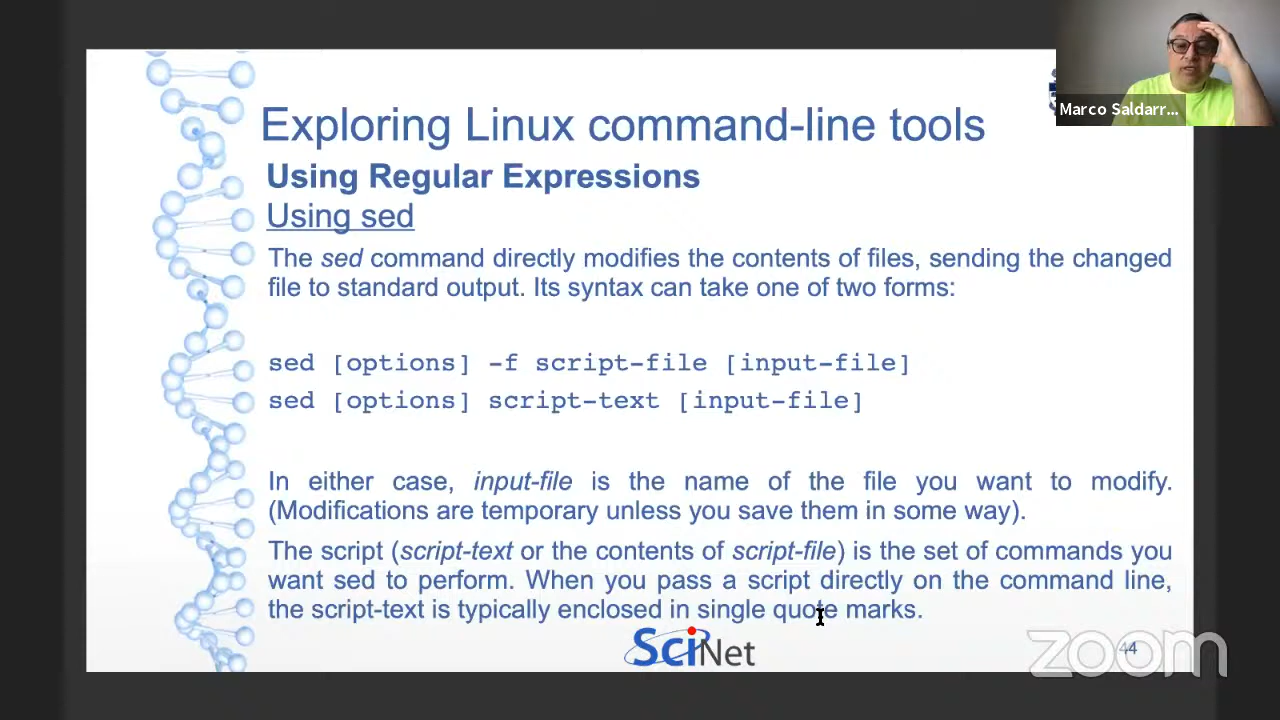 Marco Saldarr...
Exploring Linux command-line tools
Using Regular Expressions
Using sed
The sed command directly modifies the contents of files, sending the changed
file to standard output. Its syntax can take one of two forms:
sed [options] -f script-file [input-file]
sed [options] script-text [input-file]
In either case, input-file is the name of the file you want to modify.
(Modifications are temporary unless you save them in some way).
The script (script-text or the contents of script-file) is the set of commands you
want sed to perform. When you pass a script directly on the command line,
the script-text is typically enclosed in single quote marks.
SciNet
44
zoom